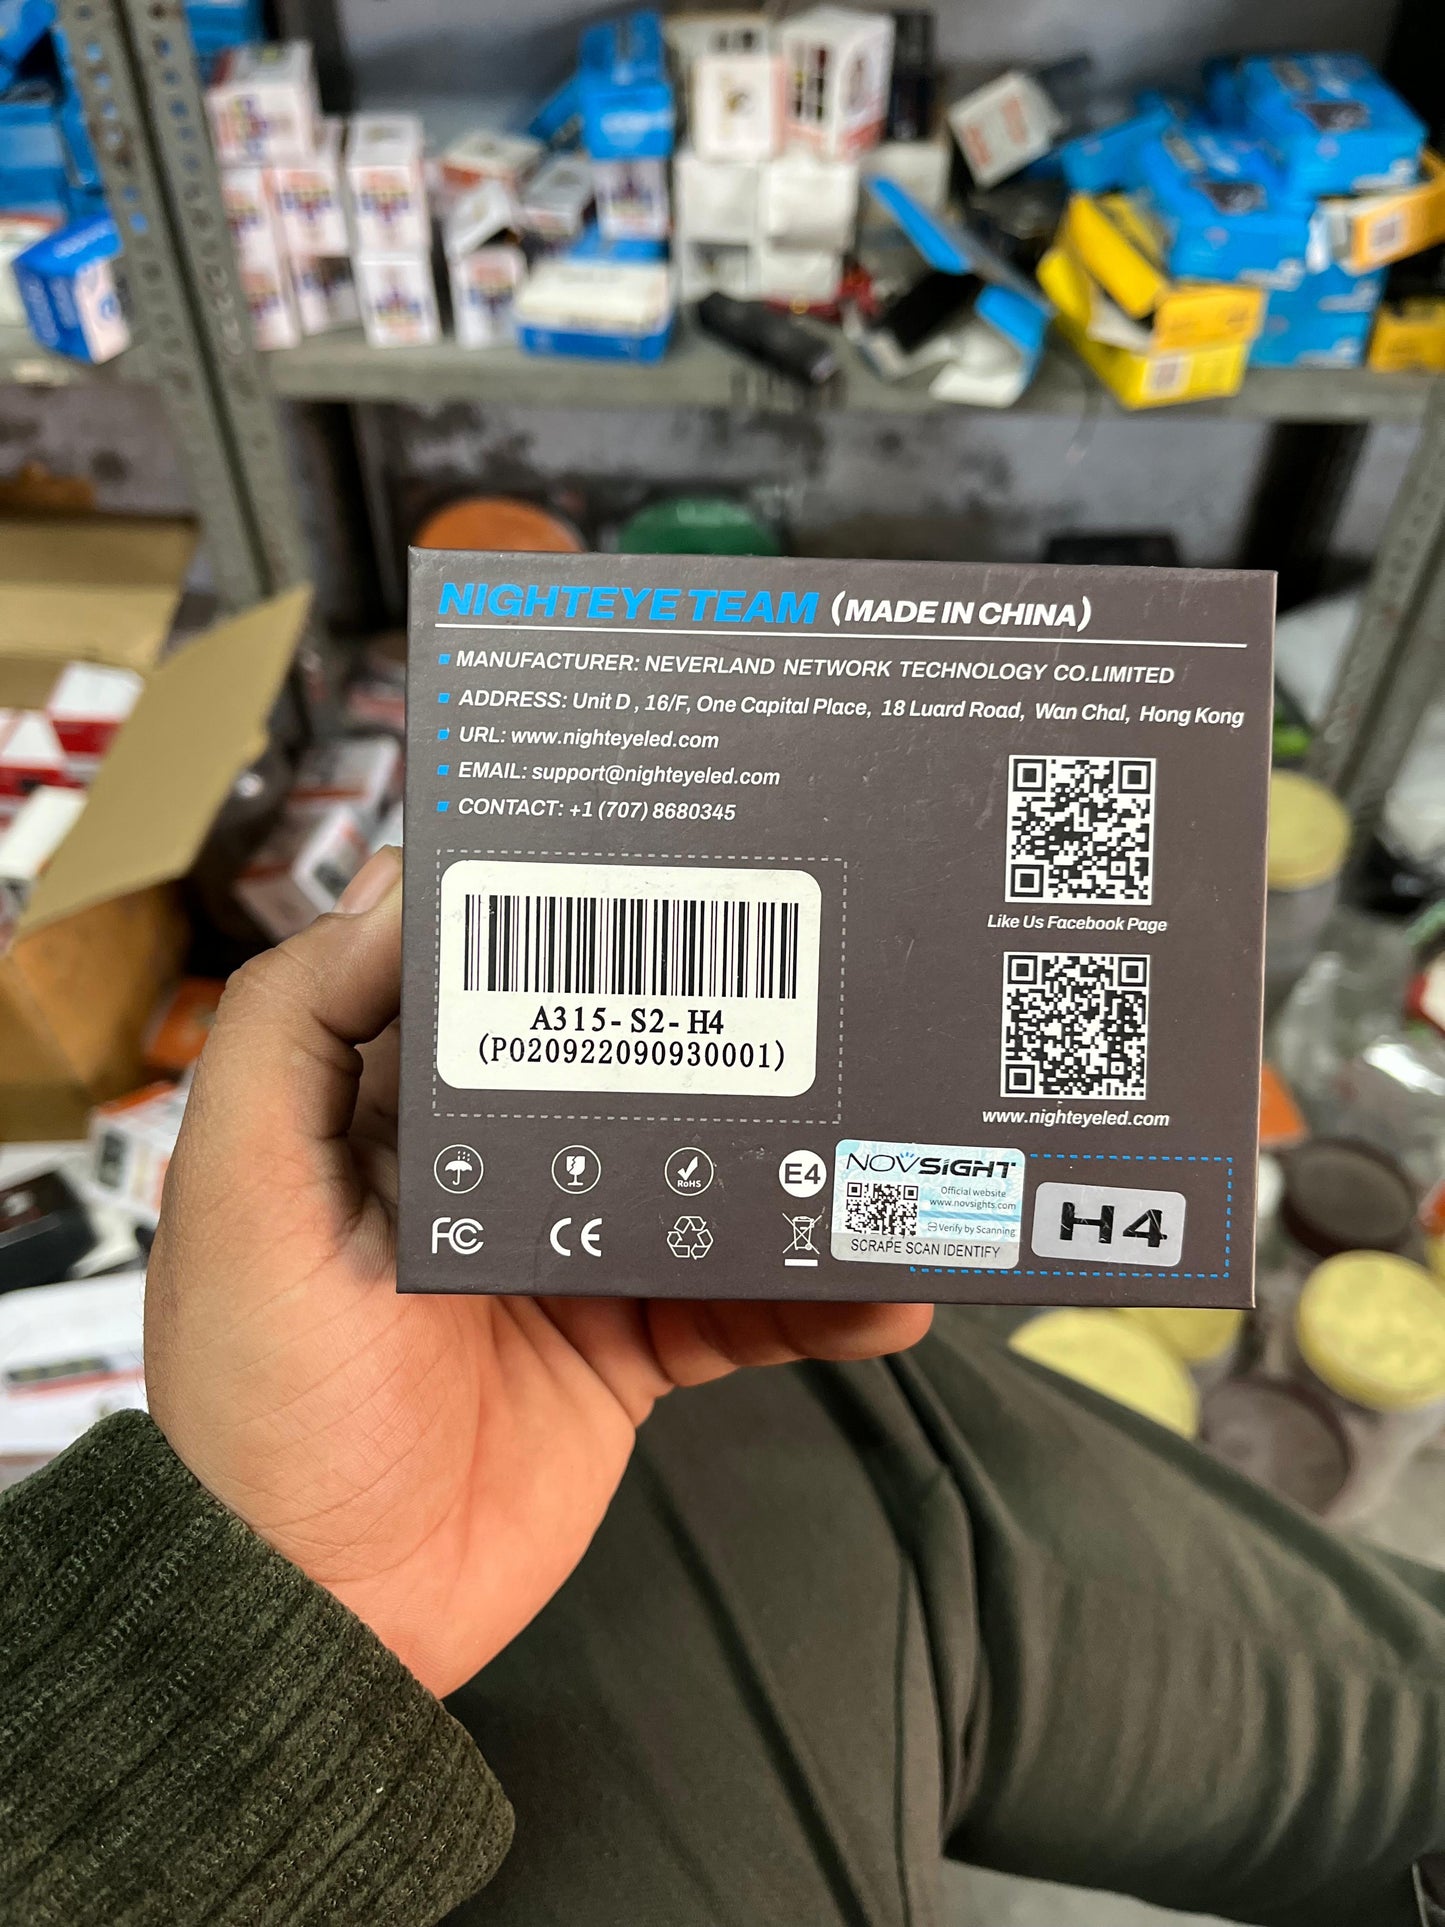 NIGHTEYE TEAM (MADE IN CHINA)
MANUFACTURER: NEVERLAND NETWORK TECHNOLOGY CO.LIMITED
ADDRESS: Unit D , 16/F, One Capital Place, 18 Luard Road, Wan Chal, Hong Kong
URL: www.nighteyeled.com
EMAIL: support@nighteyeled.com
CONTACT: +1 (707) 8680345
Like Us Facebook Page
A315- S2- H4
(P020922090930001)
www.nighteyeled.com
RoHS
E4
FC
CE
NOVSIGHT
Official website
www.novsights.com
Verify by Scanning
SCRAPE SCAN IDENTIFY
H4